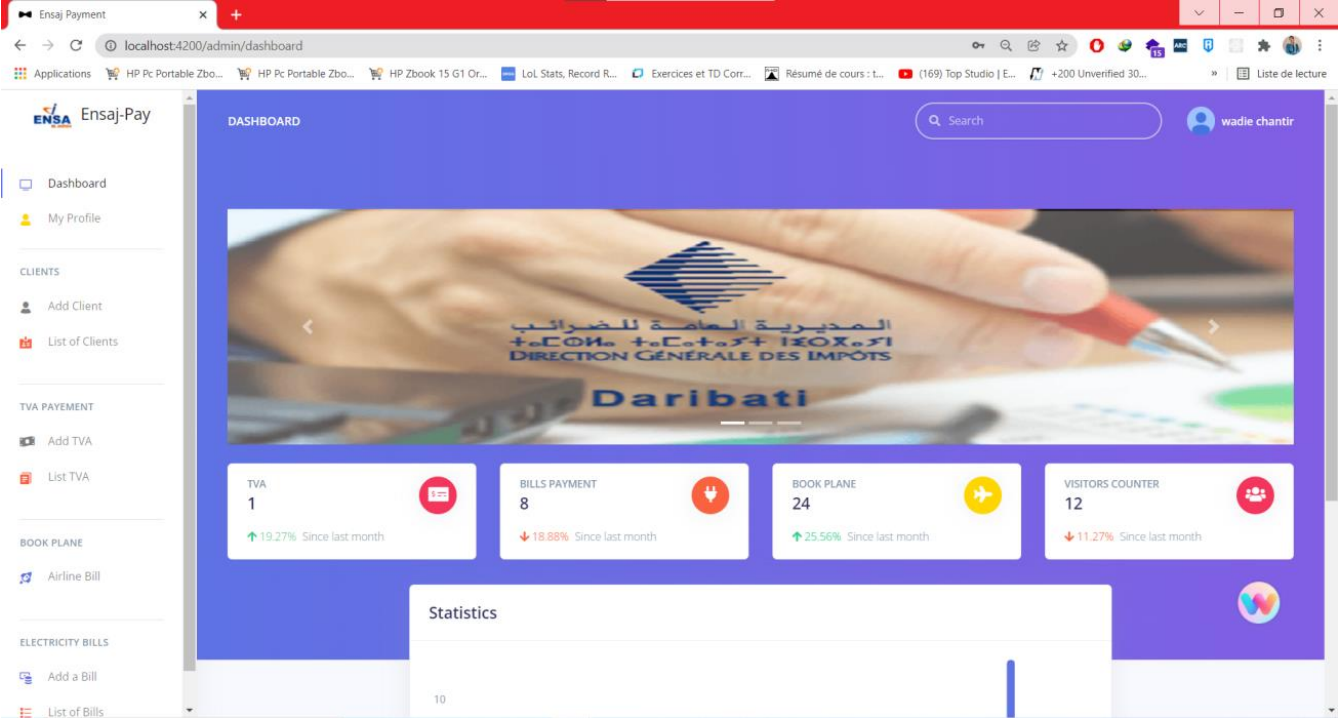 Ensaj Payment
localhost:4200/admin/dashboard
15
ABC
Applications
HP Pc Portable Zbo...
HP Pc Portable Zbo...
HP Zbook 15 G1 Or...
LoL Stats, Record R...
Exercices et TD Corr...
Résumé de cours : t...
(169) Top Studio | E...
+200 Unverified 30...
»
Liste de lecture
ENSA
Ensaj-Pay
DASHBOARD
Search
wadie chantir
Dashboard
My Profile
CLIENTS
Add Client
List of Clients
TVA PAYEMENT
Add TVA
List TVA
BOOK PLANE
Airline Bill
ELECTRICITY BILLS
Add a Bill
List of Bills
المديرية العامة للضرائب
ⵜⴰⵎⵀⵍⴰ ⵜⴰⵎⴰⵜⴰⵢⵜ ⵏⵉⵔⴳⴰⵢⵏ
DIRECTION GÉNÉRALE DES IMPÔTS
Daribati
TVA
1
19.27% Since last month
BILLS PAYMENT
8
18.88% Since last month
BOOK PLANE
24
25.56% Since last month
VISITORS COUNTER
12
11.27% Since last month
Statistics
10